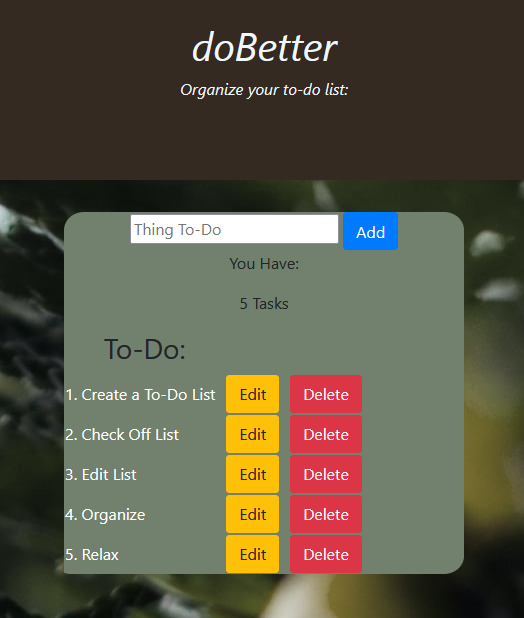 doBetter
Organize your to-do list:
Thing To-Do Add
You Have:
5 Tasks
To-Do:
1. Create a To-Do List Edit Delete
2. Check Off List Edit Delete
3. Edit List Edit Delete
4. Organize Edit Delete
5. Relax Edit Delete